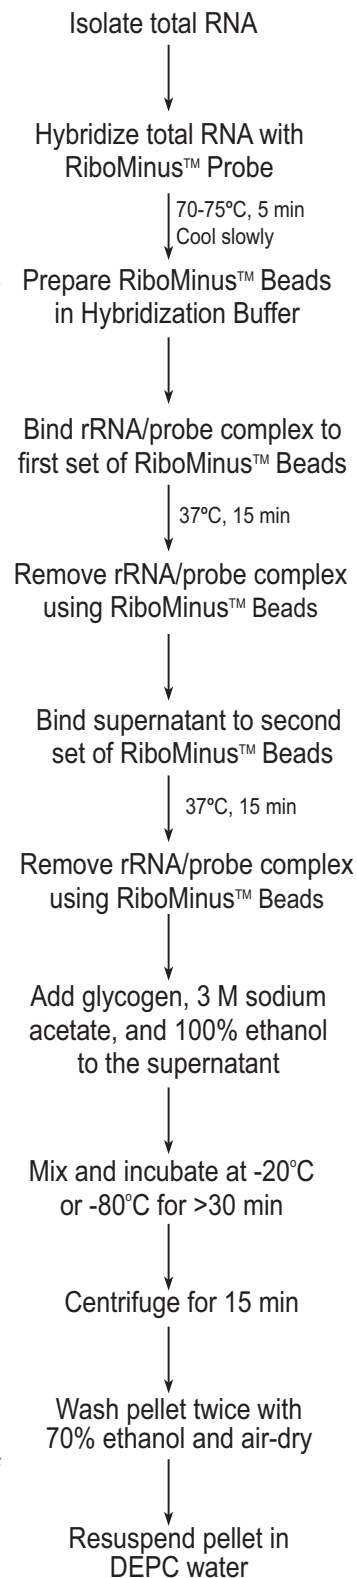 Isolate total RNA
Hybridize total RNA with
RiboMinus™ Probe
70-75ºC, 5 min
Cool slowly
Prepare RiboMinus™ Beads
in Hybridization Buffer
Bind rRNA/probe complex to
first set of RiboMinus™ Beads
37ºC, 15 min
Remove rRNA/probe complex
using RiboMinus™ Beads
Bind supernatant to second
set of RiboMinus™ Beads
37ºC, 15 min
Remove rRNA/probe complex
using RiboMinus™ Beads
Add glycogen, 3 M sodium
acetate, and 100% ethanol
to the supernatant
Mix and incubate at -20°C
or -80°C for >30 min
Centrifuge for 15 min
Wash pellet twice with
70% ethanol and air-dry
Resuspend pellet in
DEPC water